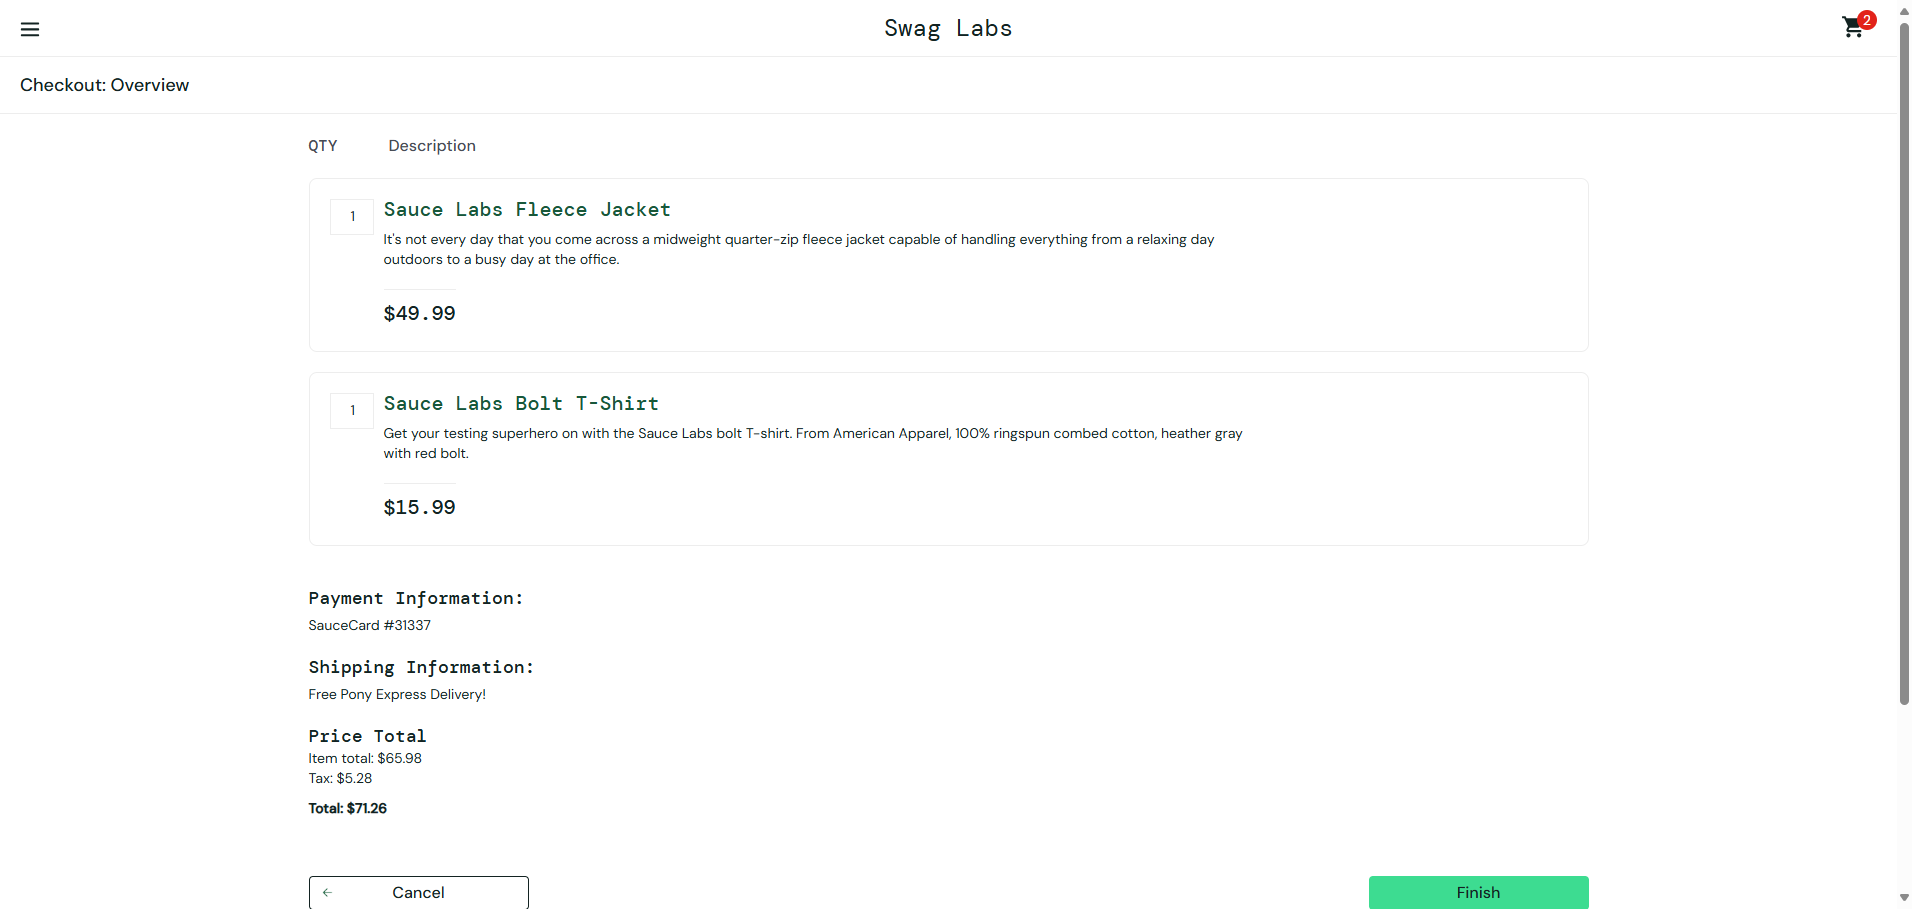 Swag Labs
2
Checkout: Overview
QTY Description
1
Sauce Labs Fleece Jacket
It's not every day that you come across a midweight quarter-zip fleece jacket capable of handling everything from a relaxing day
outdoors to a busy day at the office.
$49.99
1
Sauce Labs Bolt T-Shirt
Get your testing superhero on with the Sauce Labs bolt T-shirt. From American Apparel, 100% ringspun combed cotton, heather gray
with red bolt.
$15.99
Payment Information:
SauceCard #31337
Shipping Information:
Free Pony Express Delivery!
Price Total
Item total: $65.98
Tax: $5.28
Total: $71.26
Cancel
Finish